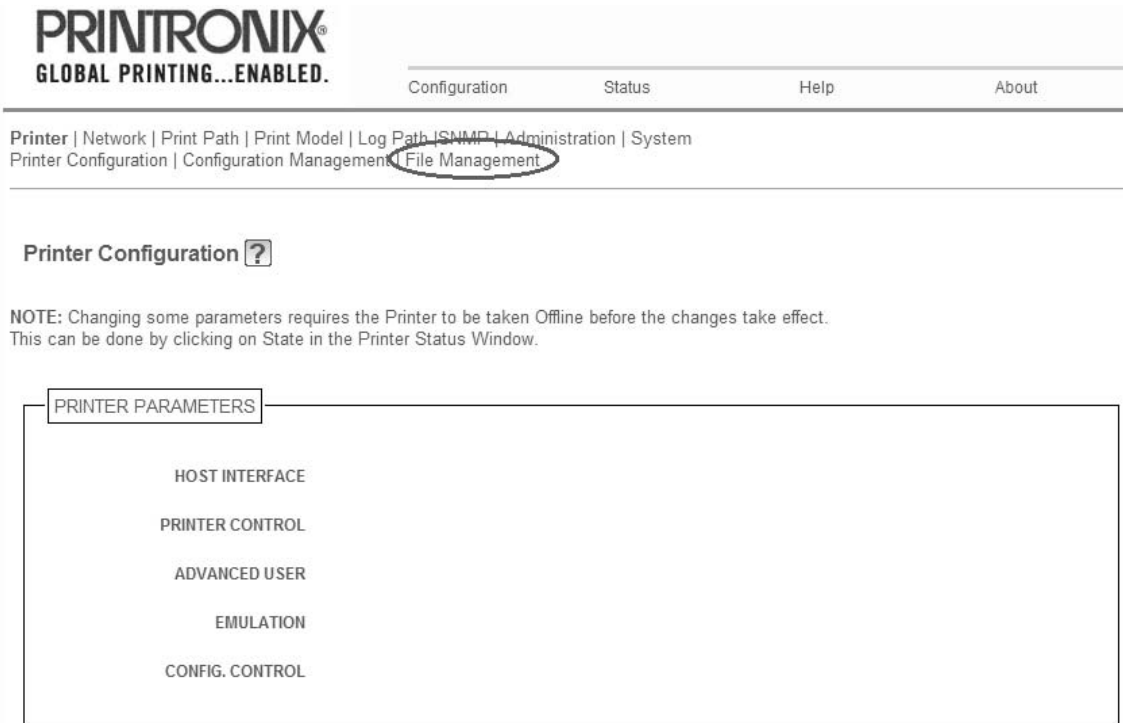 PRINTRONIX®
GLOBAL PRINTING...ENABLED.
Configuration Status Help About
Printer | Network | Print Path | Print Model | Log Path |SNMP | Administration | System
Printer Configuration | Configuration Management | File Management
Printer Configuration ?
NOTE: Changing some parameters requires the Printer to be taken Offline before the changes take effect.
This can be done by clicking on State in the Printer Status Window.
PRINTER PARAMETERS
HOST INTERFACE
PRINTER CONTROL
ADVANCED USER
EMULATION
CONFIG. CONTROL